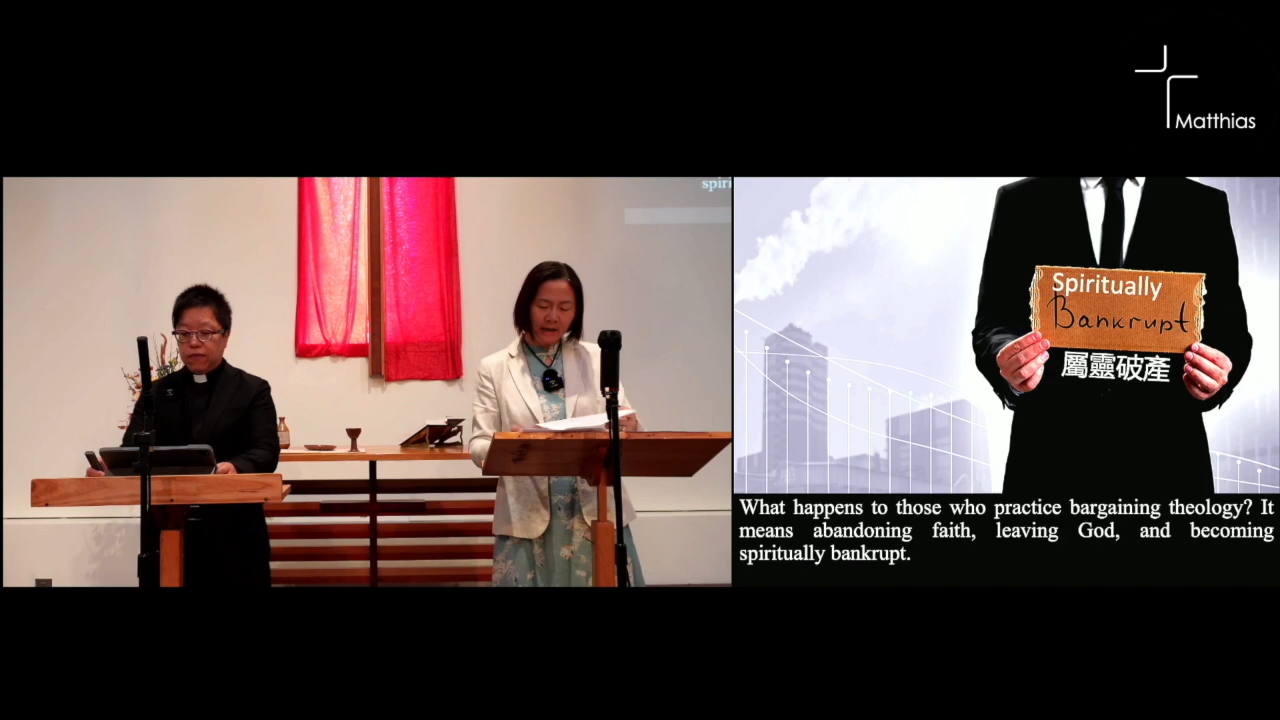 Matthias
spiri
Spiritually
Bankrupt
屬靈破產
What happens to those who practice bargaining theology? It
means abandoning faith, leaving God, and becoming
spiritually bankrupt.